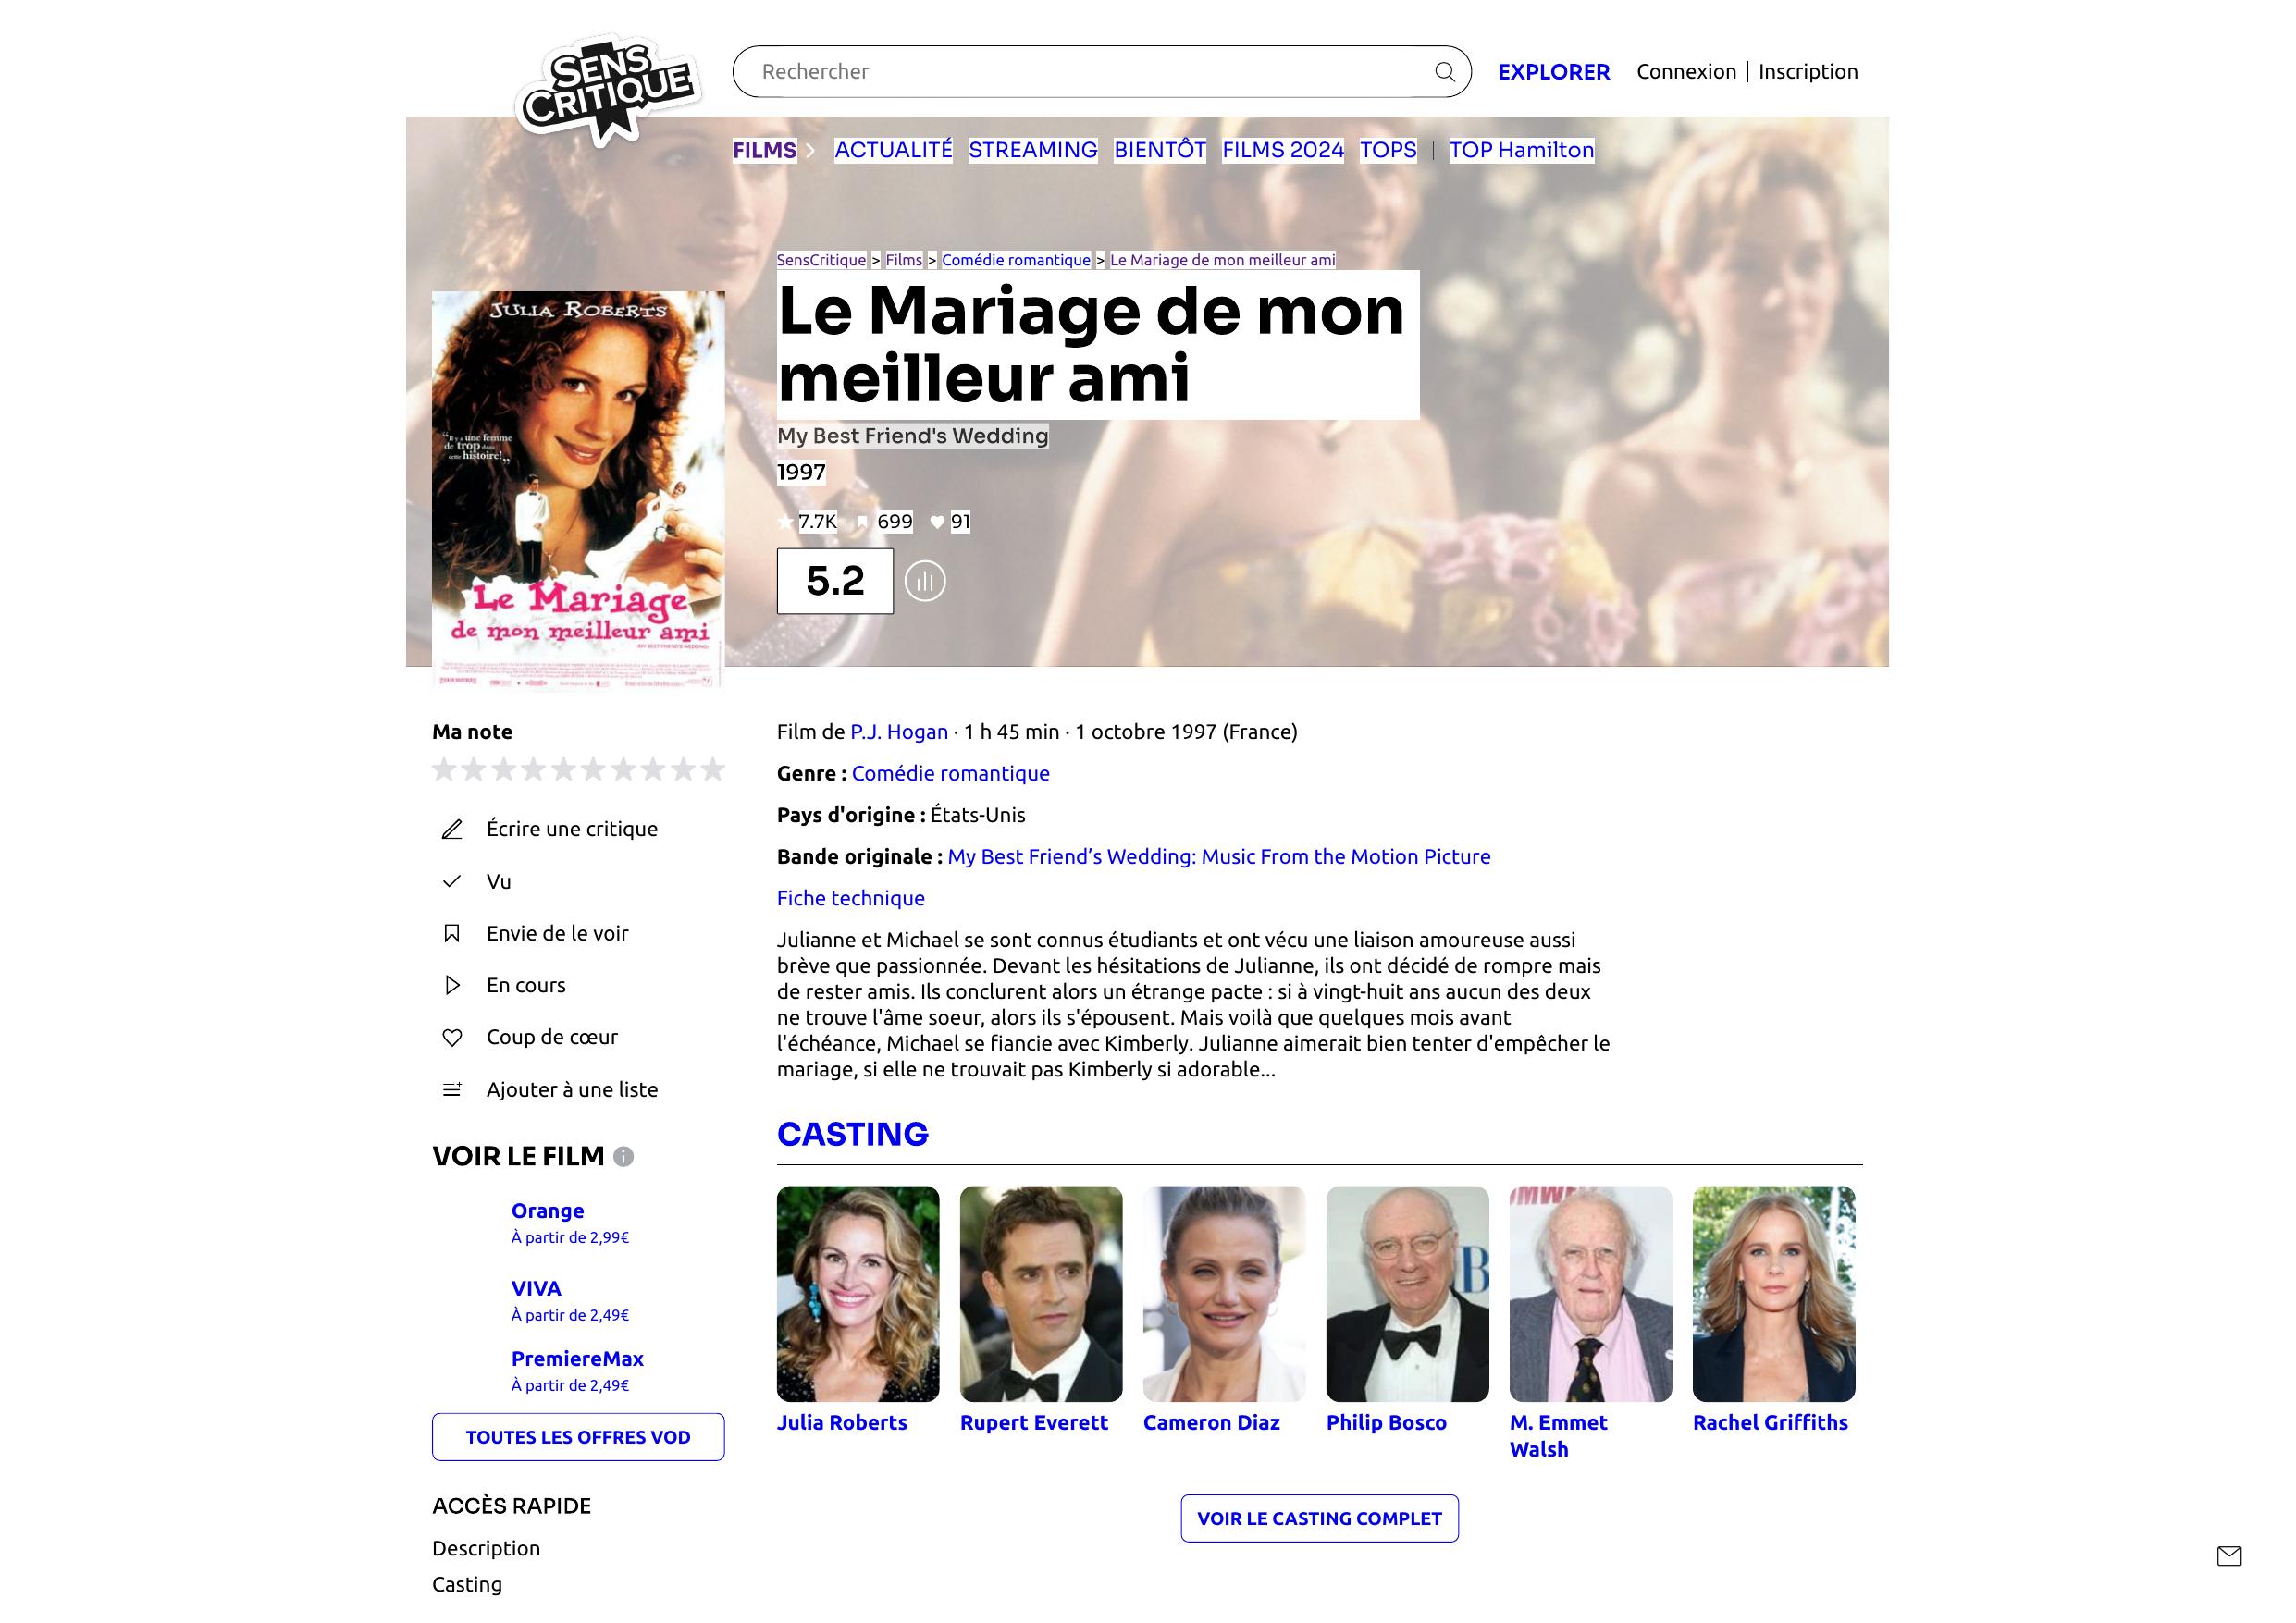 SENS CRITIQUE
Rechercher
EXPLORER
Connexion | Inscription
FILMS > ACTUALITÉ STREAMING BIENTÔT FILMS 2024 TOPS | TOP Hamilton
SensCritique > Films > Comédie romantique > Le Mariage de mon meilleur ami
Le Mariage de mon
meilleur ami
My Best Friend's Wedding
1997
7.7K 699 91
5.2
JULIA ROBERTS
“Il y a une femme
de trop dans
cette histoire!„
Le Mariage
de mon meilleur ami
(MY BEST FRIEND'S WEDDING)
Ma note
Écrire une critique
Vu
Envie de le voir
En cours
Coup de cœur
Ajouter à une liste
VOIR LE FILM
Orange
À partir de 2,99€
VIVA
À partir de 2,49€
PremiereMax
À partir de 2,49€
TOUTES LES OFFRES VOD
ACCÈS RAPIDE
Description
Casting
Film de P.J. Hogan · 1 h 45 min · 1 octobre 1997 (France)
Genre : Comédie romantique
Pays d'origine : États-Unis
Bande originale : My Best Friend’s Wedding: Music From the Motion Picture
Fiche technique
Julianne et Michael se sont connus étudiants et ont vécu une liaison amoureuse aussi
brève que passionnée. Devant les hésitations de Julianne, ils ont décidé de rompre mais
de rester amis. Ils conclurent alors un étrange pacte : si à vingt-huit ans aucun des deux
ne trouve l'âme soeur, alors ils s'épousent. Mais voilà que quelques mois avant
l'échéance, Michael se fiancie avec Kimberly. Julianne aimerait bien tenter d'empêcher le
mariage, si elle ne trouvait pas Kimberly si adorable...
CASTING
Julia Roberts
Rupert Everett
Cameron Diaz
Philip Bosco
M. Emmet
Walsh
Rachel Griffiths
VOIR LE CASTING COMPLET